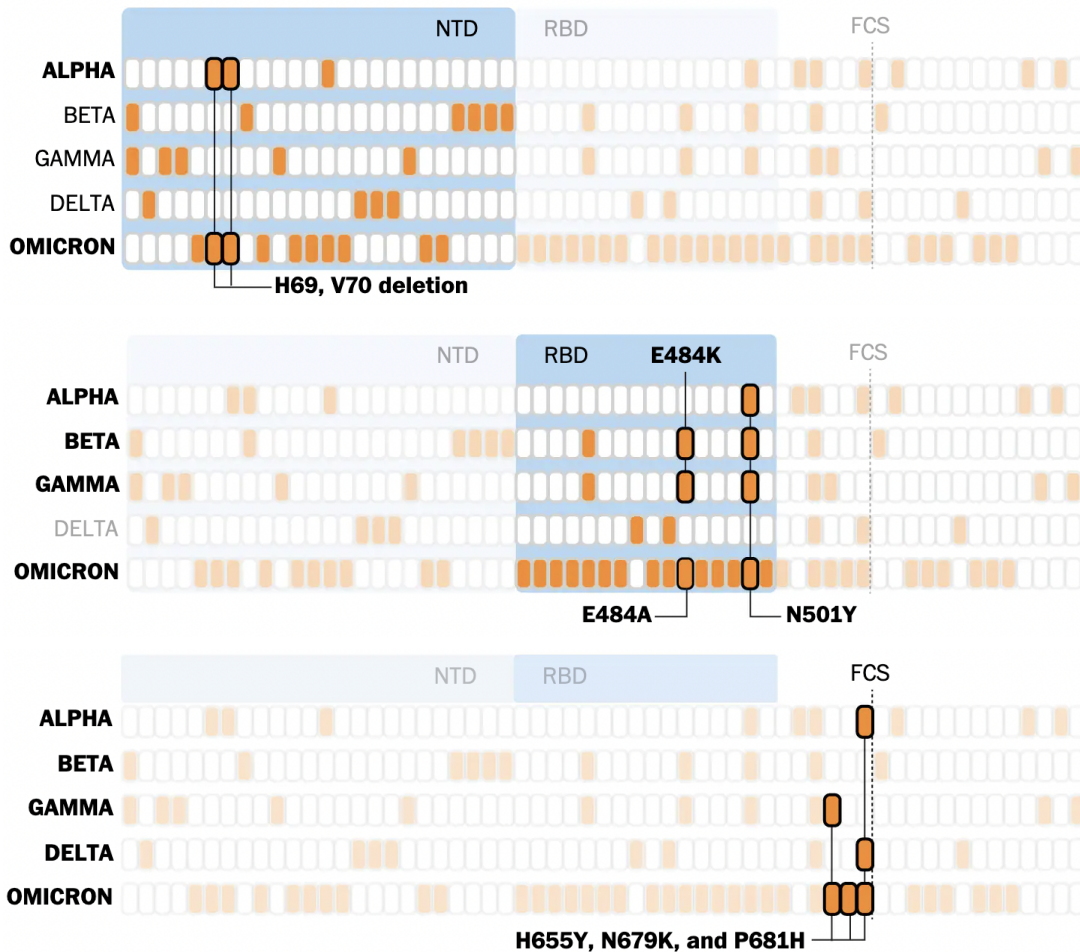 NTD RBD FCS
ALPHA
BETA
GAMMA
DELTA
OMICRON
H69, V70 deletion
NTD RBD E484K FCS
ALPHA
BETA
GAMMA
DELTA
OMICRON
E484A N501Y
NTD RBD FCS
ALPHA
BETA
GAMMA
DELTA
OMICRON
H655Y, N679K, and P681H